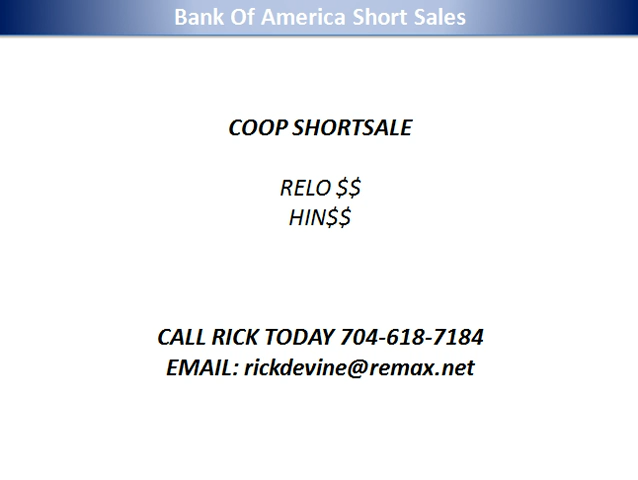 Bank Of America Short Sales
COOP SHORTSALE
RELO $$
HIN$$
CALL RICK TODAY 704-618-7184
EMAIL: rickdevine@remax.net